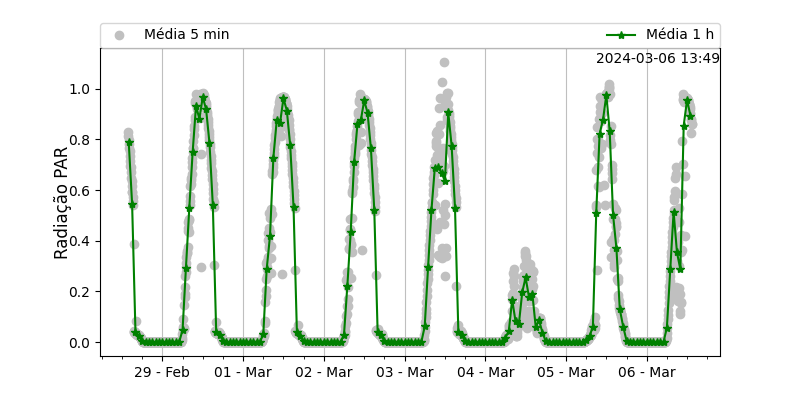 Média 5 min
Média 1 h
2024-03-06 13:49
Radiação PAR
1.0
0.8
0.6
0.4
0.2
0.0
29 - Feb
01 - Mar
02 - Mar
03 - Mar
04 - Mar
05 - Mar
06 - Mar